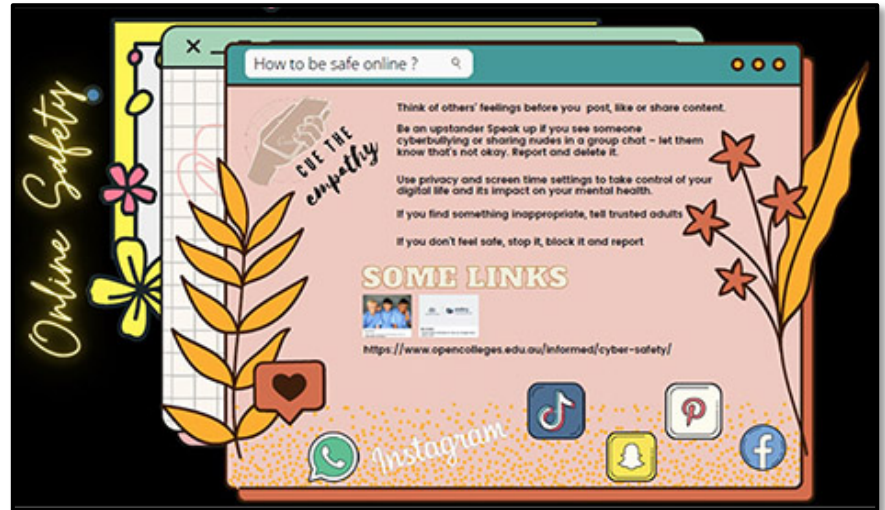 Online Safety
How to be safe online ?
CUE THE
empathy
Think of others' feelings before you post, like or share content.
Be an upstander Speak up if you see someone
cyberbullying or sharing nudes in a group chat – let them
know that's not okay. Report and delete it.
Use privacy and screen time settings to take control of your
digital life and its impact on your mental health.
If you find something inappropriate, tell trusted adults
If you don't feel safe, stop it, block it and report
SOME LINKS
https://www.opencolleges.edu.au/informed/cyber-safety/
Instagram